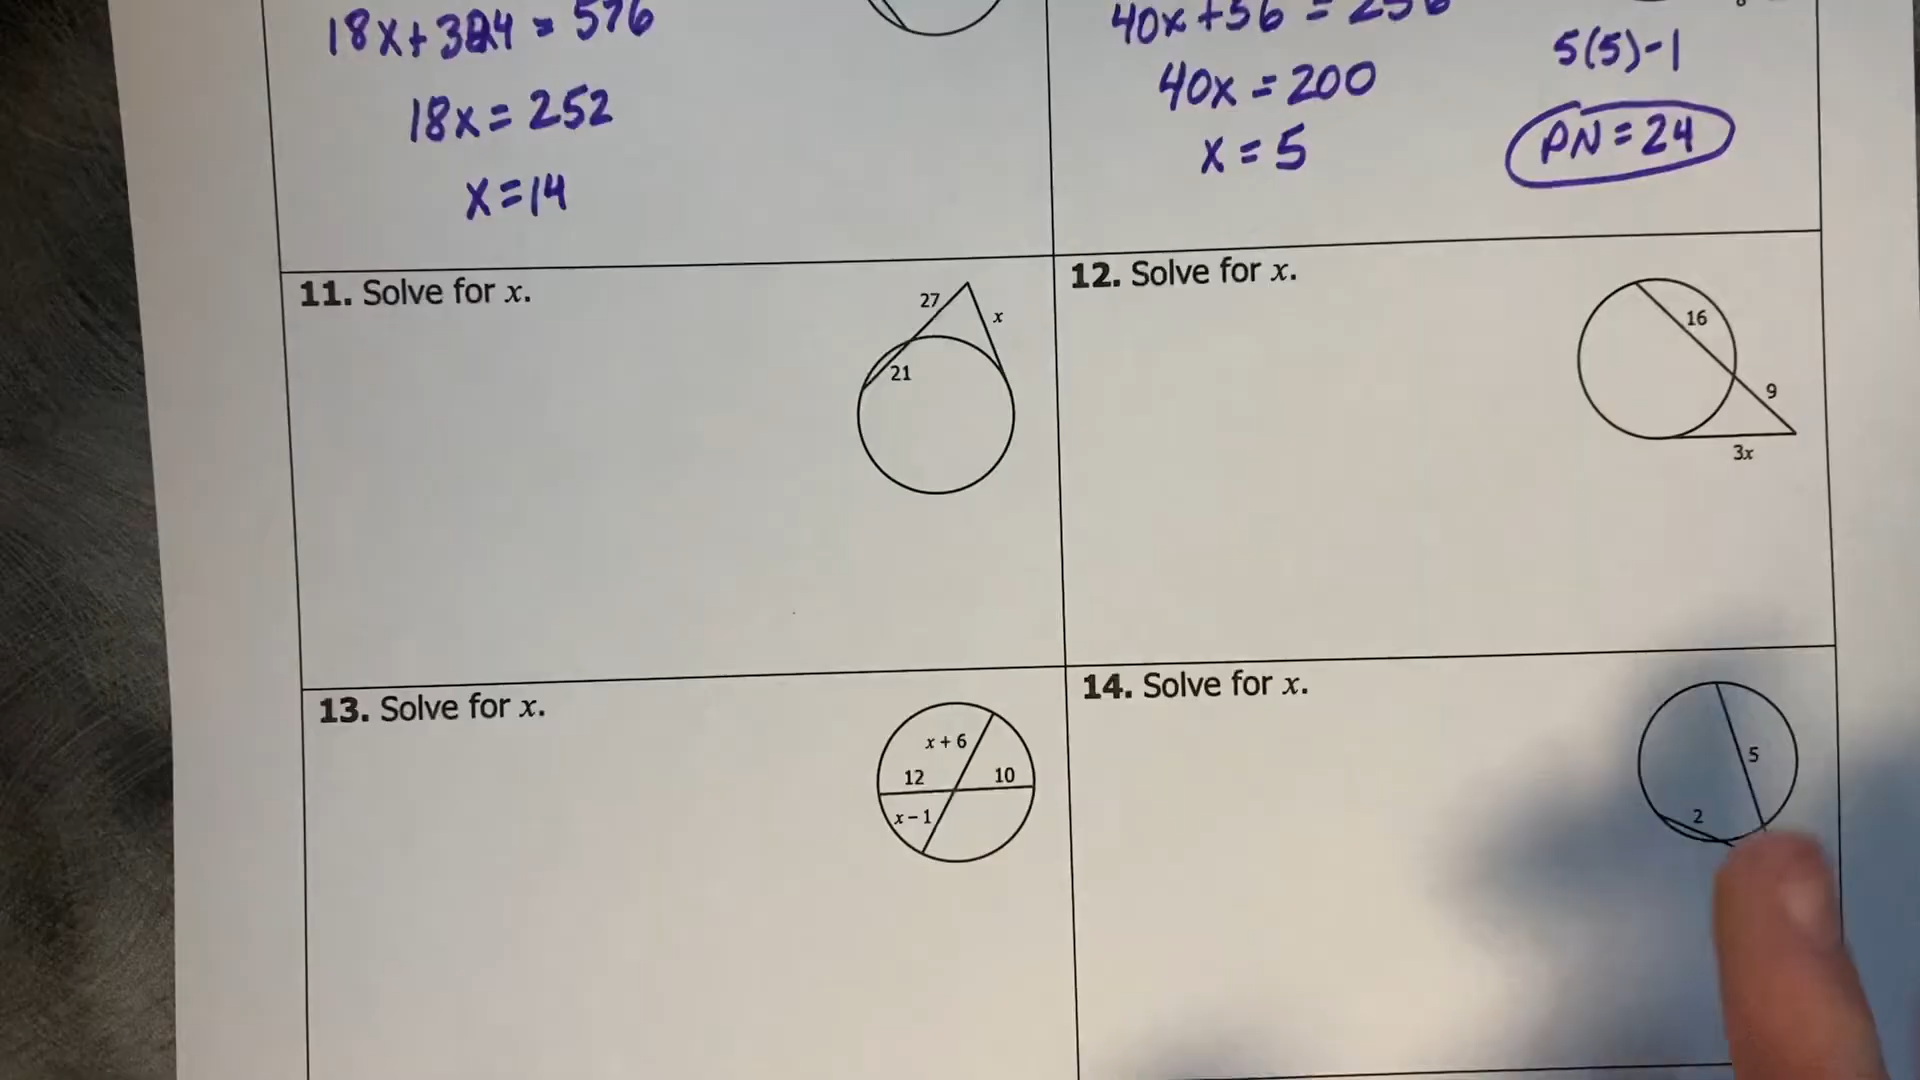 18x+324 = 576
18x = 252
x = 14
40x + 56 = 256
40x = 200
x = 5
5(5)-1
PN = 24
11. Solve for x.
27
x
21
12. Solve for x.
16
9
3x
13. Solve for x.
x + 6
12
10
x – 1
14. Solve for x.
5
2